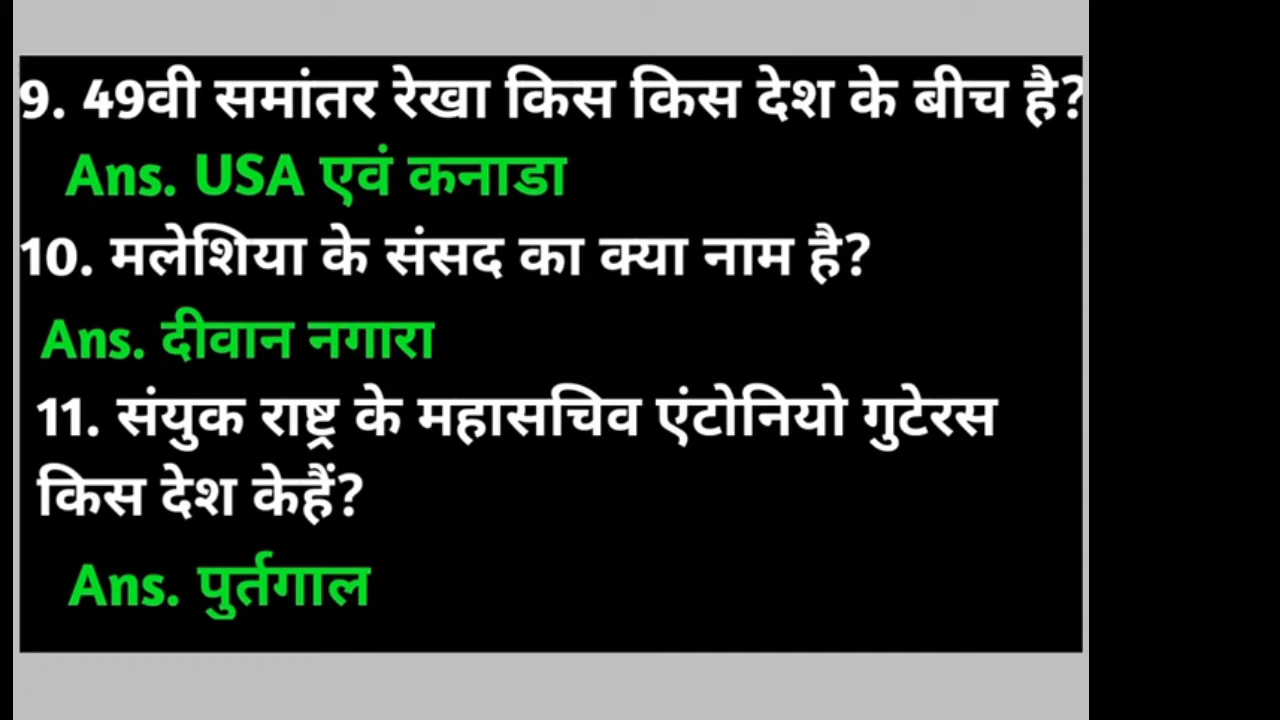 9. 49वी समांतर रेखा किस किस देश के बीच है?
Ans. USA एवं कनाडा
10. मलेशिया के संसद का क्या नाम है?
Ans. दीवान नगारा
11. संयुक राष्ट्र के महासचिव एंटोनियो गुटेरस
किस देश केहैं?
Ans. पुर्तगाल